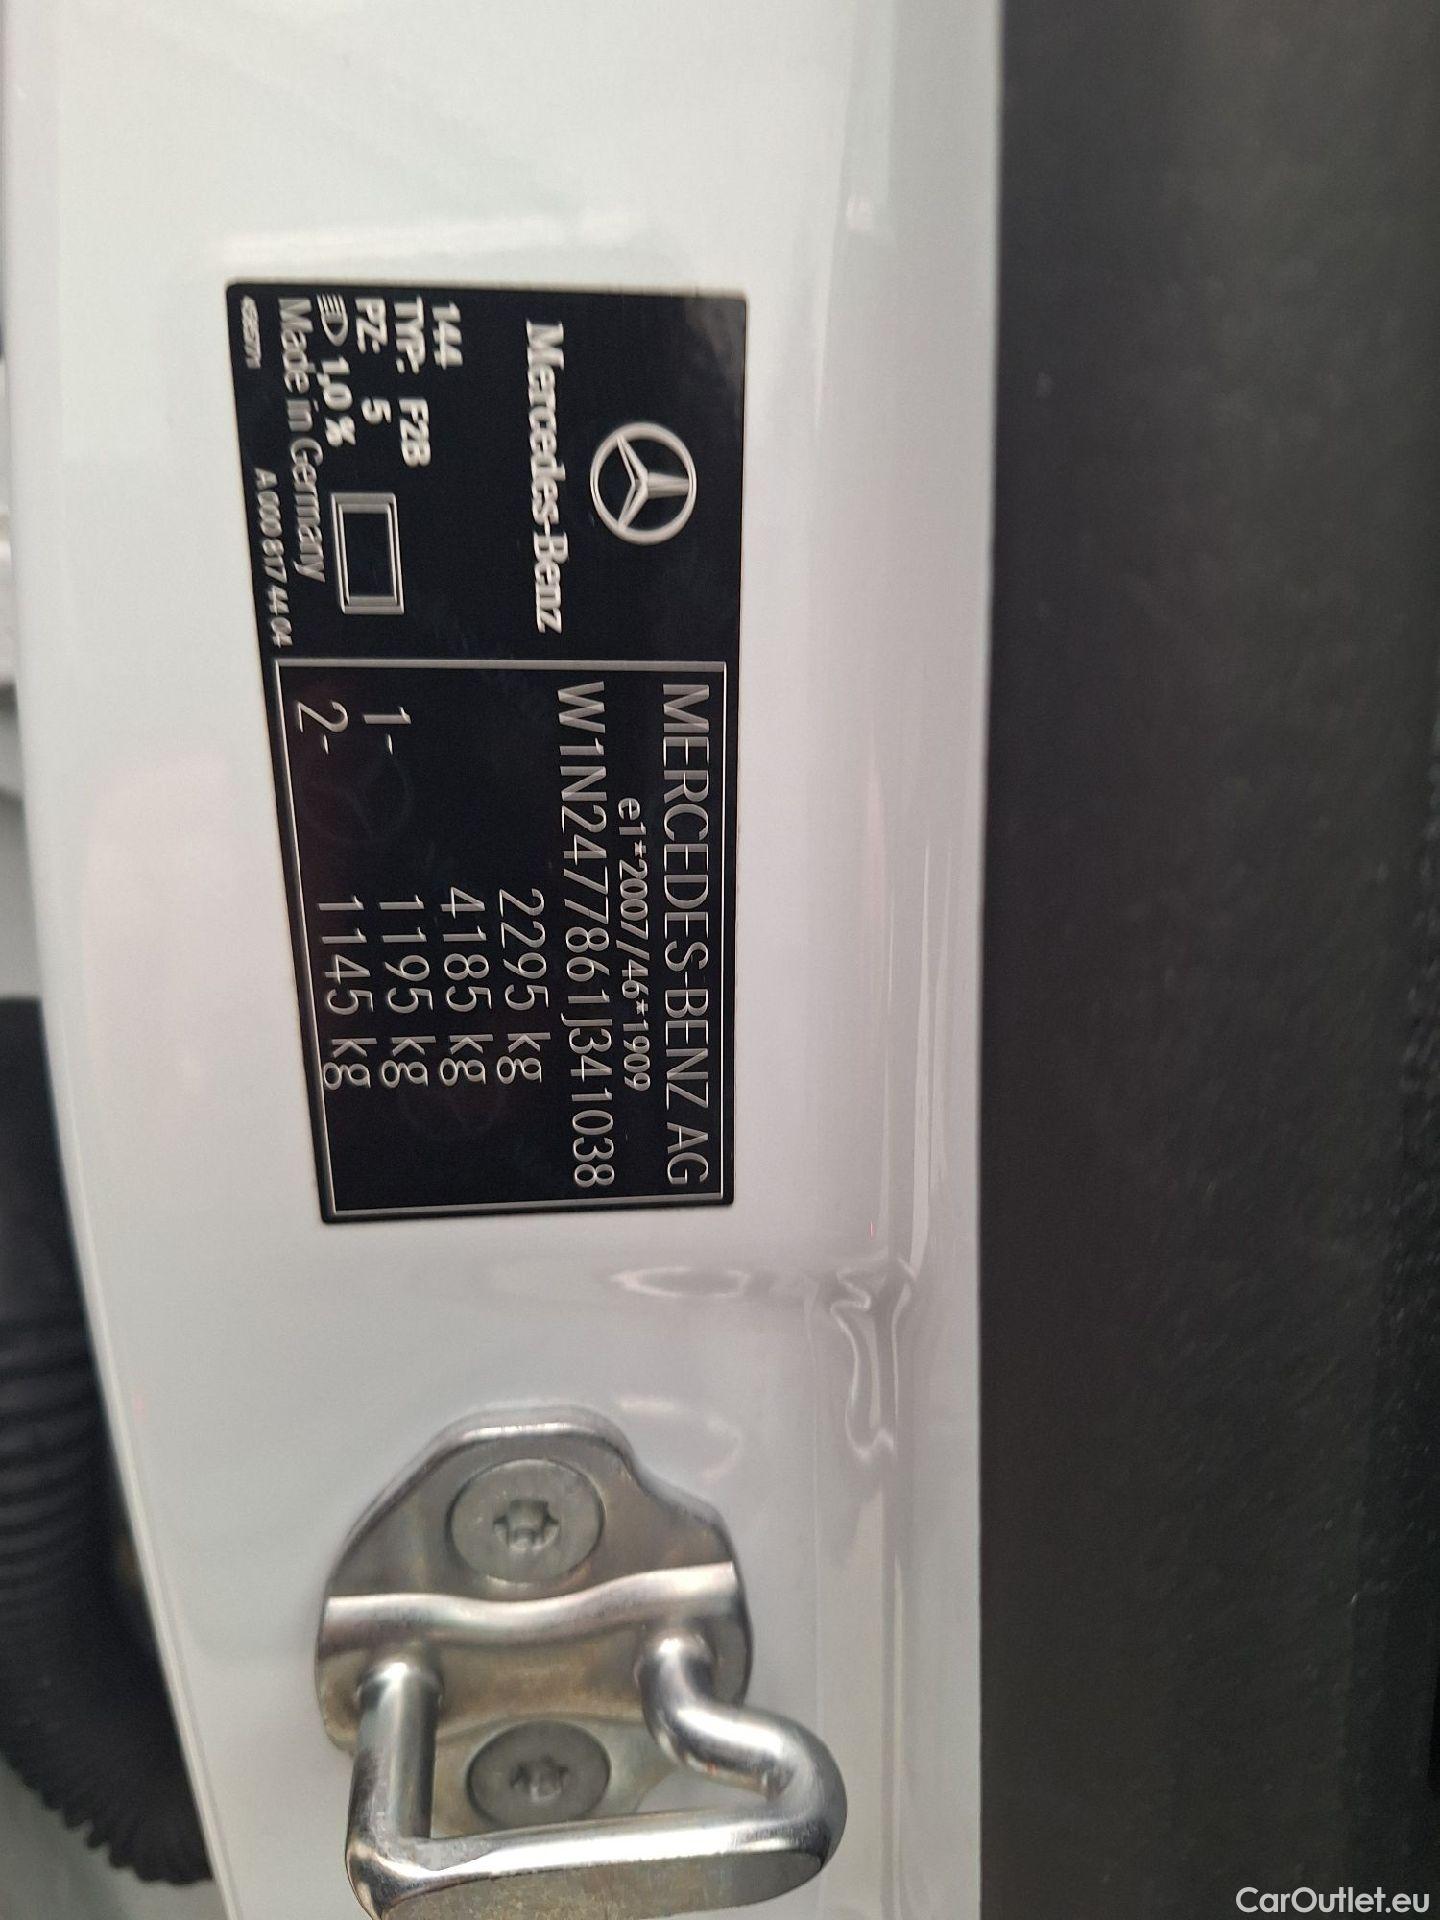 MERCEDES-BENZ AG
e1*2007/46*1909
W1N2477861J341038
2295 kg
4185 kg
1- 1195 kg
2- 1145 kg
Mercedes-Benz
144
TYP: F2B
PZ: 5
1,0 %
Made in Germany
A 000 817 44 04
CarOutlet.eu